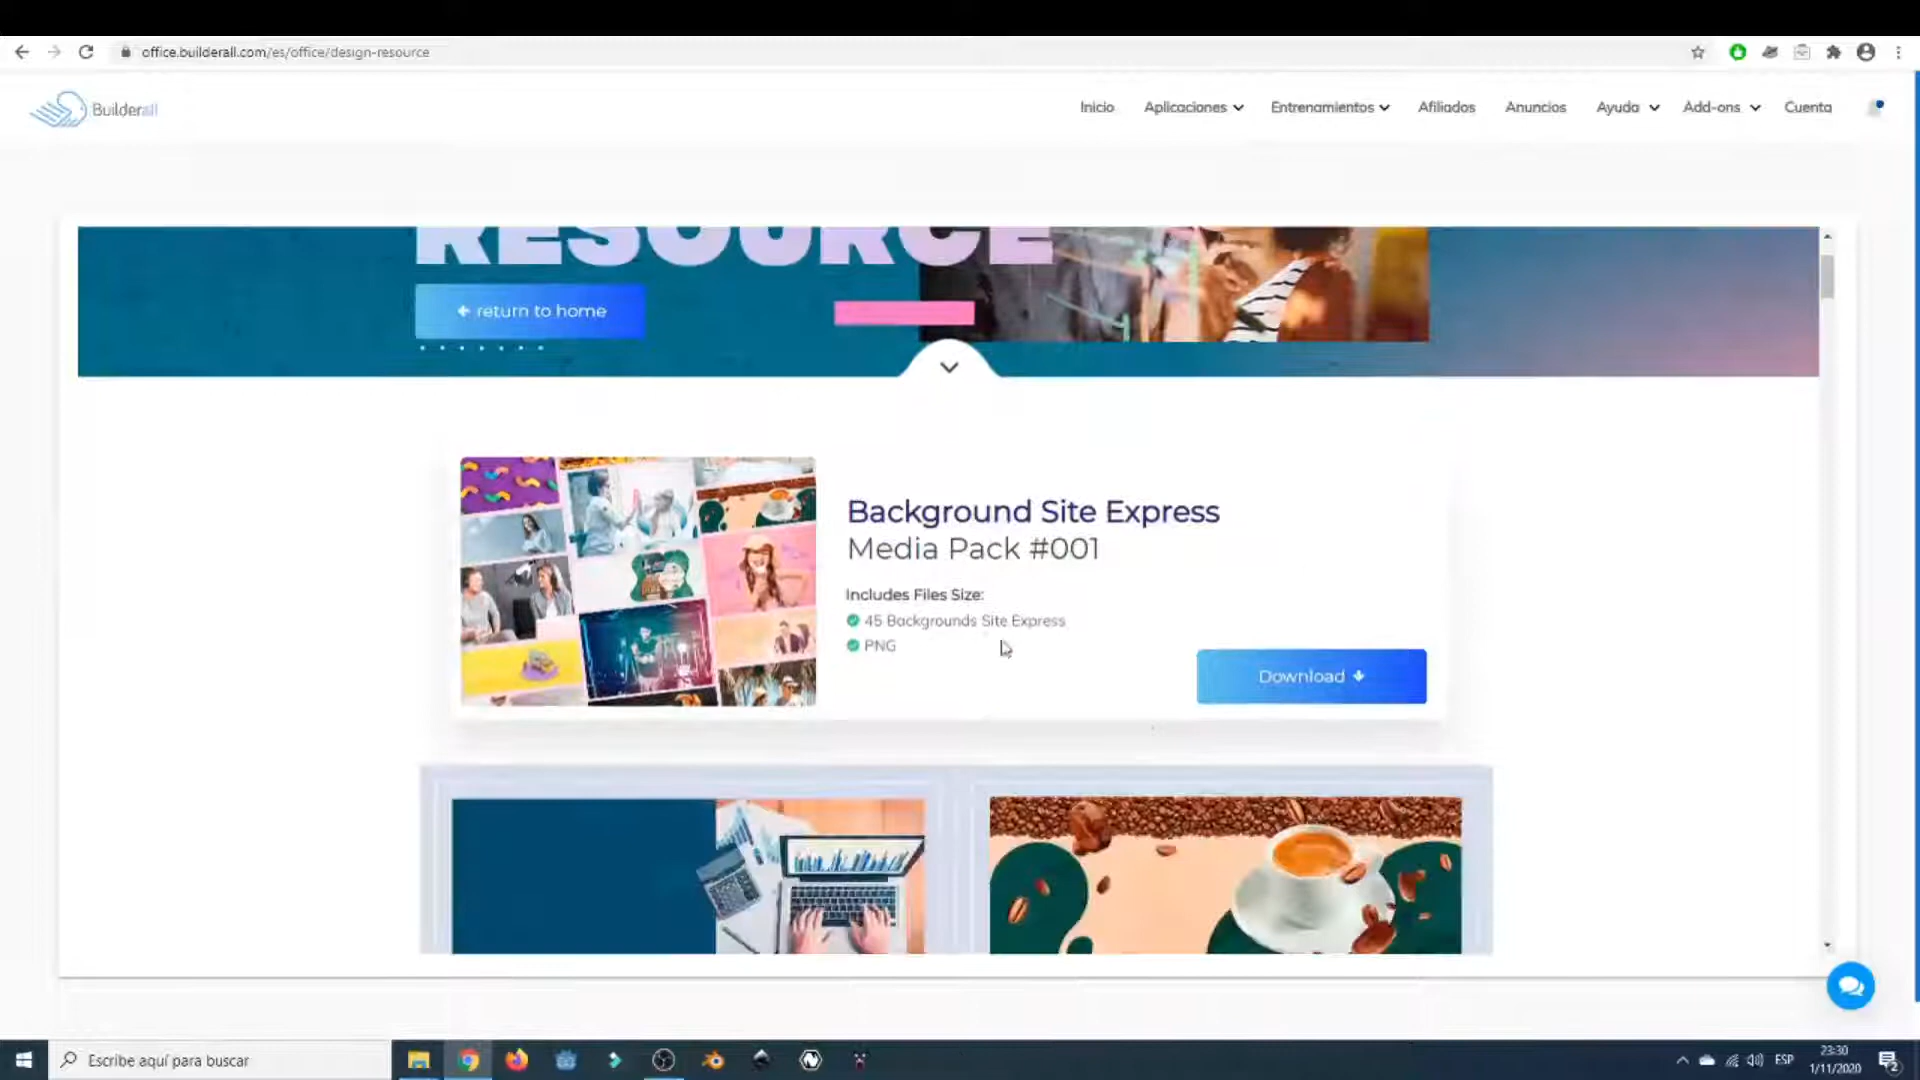 office.builderall.com/es/office/design-resource
Builderall
Inicio
Aplicaciones
Entrenamientos
Afiliados
Anuncios
Ayuda
Add-ons
Cuenta
RESOURCE
return to home
Background Site Express
Media Pack #001
Includes Files Size:
45 Backgrounds Site Express
PNG
Download
Escribe aquí para buscar
ESP
23:30
1/11/2020
2